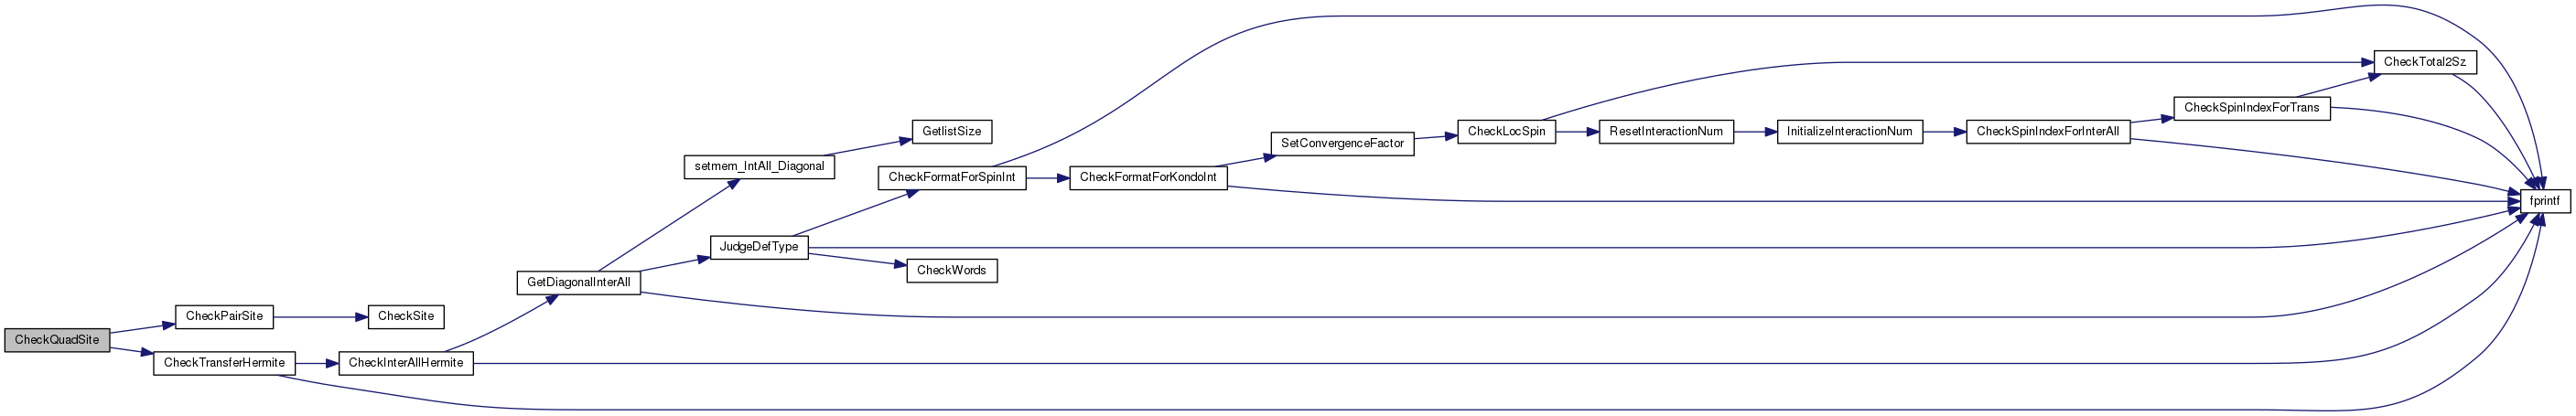 CheckQuadSite
CheckPairSite
CheckSite
CheckTransferHermite
CheckInterAllHermite
GetDiagonalInterAll
setmem_IntAll_Diagonal
GetlistSize
JudgeDefType
CheckWords
CheckFormatForSpinInt
CheckFormatForKondoInt
SetConvergenceFactor
CheckLocSpin
ResetInteractionNum
InitializeInteractionNum
CheckSpinIndexForInterAll
CheckSpinIndexForTrans
CheckTotal2Sz
fprintf